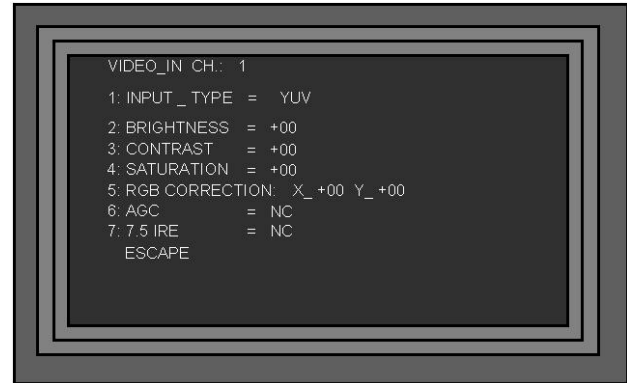 VIDEO_IN CH.: 1
1: INPUT _ TYPE = YUV
2: BRIGHTNESS = +00
3: CONTRAST = +00
4: SATURATION = +00
5: RGB CORRECTION: X_ +00 Y_ +00
6: AGC = NC
7: 7.5 IRE = NC
ESCAPE